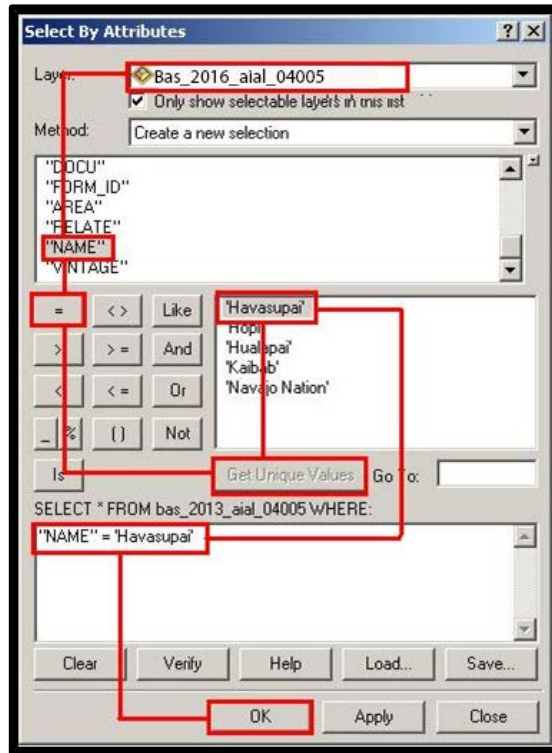 Select By Attributes
Layer: Bas_2016_aial_04005
Only show selectable layers in this list
Method: Create a new selection
"DOCU"
"FORM_ID"
"AREA"
"RELATE"
"NAME"
"VINTAGE"
= <> Like 'Havasupai'
'Hopi'
> > = And 'Hualapai'
'Kaibab'
< < = Or 'Navajo Nation'
_ % () Not
Is Get Unique Values Go To:
SELECT * FROM bas_2013_aial_04005 WHERE:
"NAME" = 'Havasupai'
Clear Verify Help Load... Save...
OK Apply Close